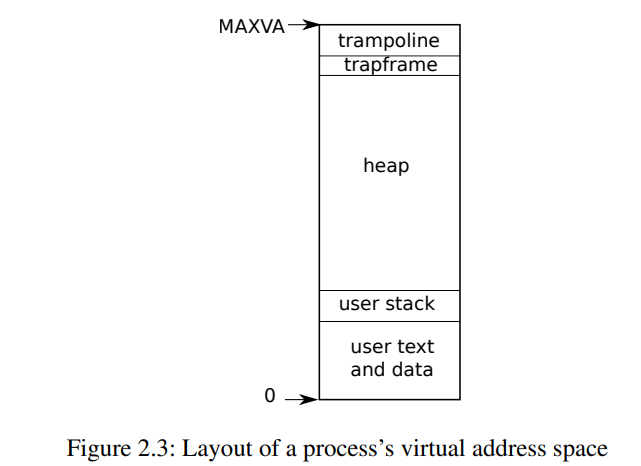 MAXVA
trampoline
trapframe
heap
user stack
user text
and data
0
Figure 2.3: Layout of a process’s virtual address space